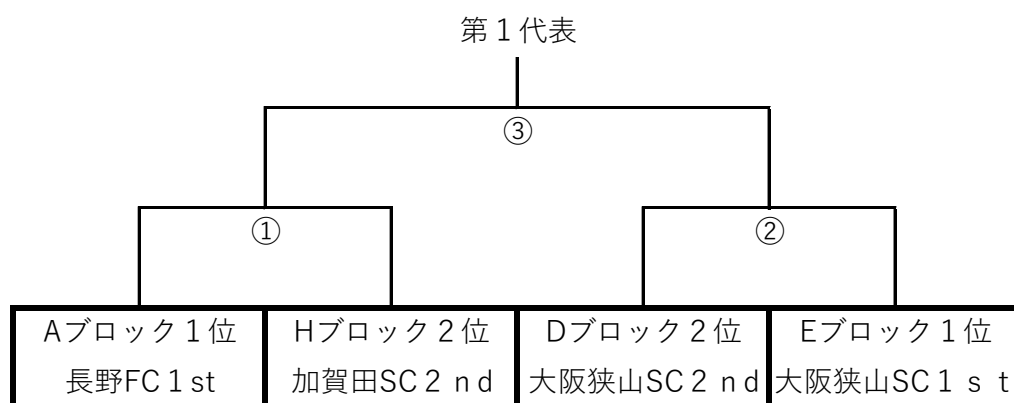 第１代表
③
①
②
Aブロック１位 Hブロック２位 Dブロック２位 Eブロック１位
長野FC１st 加賀田SC２ｎｄ 大阪狭山SC２ｎｄ 大阪狭山SC１ｓｔ